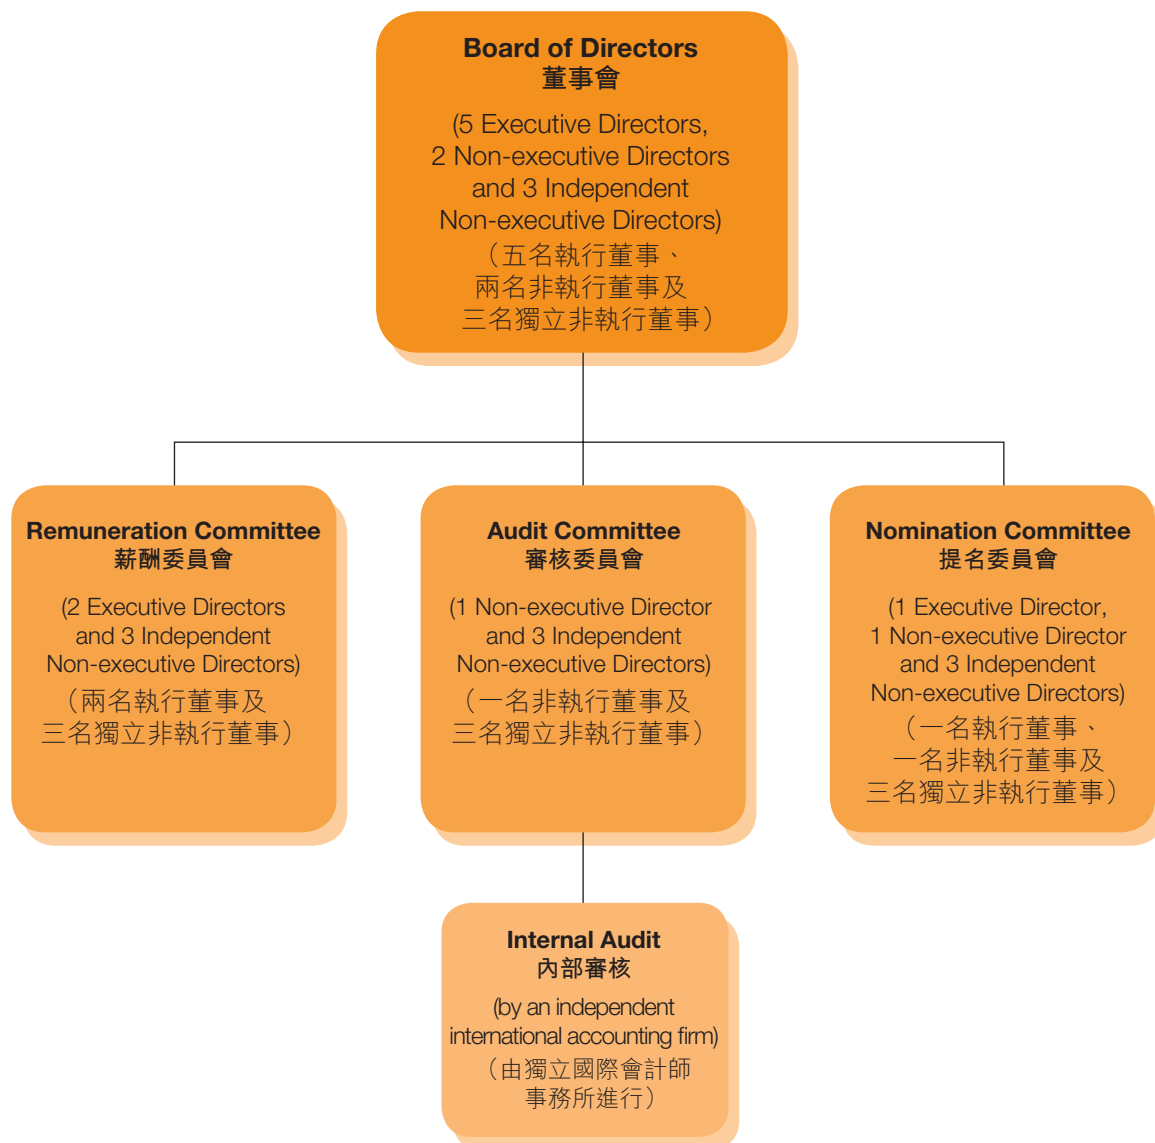 Board of Directors
董事會
(5 Executive Directors,
2 Non-executive Directors
and 3 Independent
Non-executive Directors)
（五名執行董事、
兩名非執行董事及
三名獨立非執行董事）
Remuneration Committee
薪酬委員會
(2 Executive Directors
and 3 Independent
Non-executive Directors)
（兩名執行董事及
三名獨立非執行董事）
Audit Committee
審核委員會
(1 Non-executive Director
and 3 Independent
Non-executive Directors)
（一名非執行董事及
三名獨立非執行董事）
Nomination Committee
提名委員會
(1 Executive Director,
1 Non-executive Director
and 3 Independent
Non-executive Directors)
（一名執行董事、
一名非執行董事及
三名獨立非執行董事）
Internal Audit
內部審核
(by an independent
international accounting firm)
（由獨立國際會計師
事務所進行）